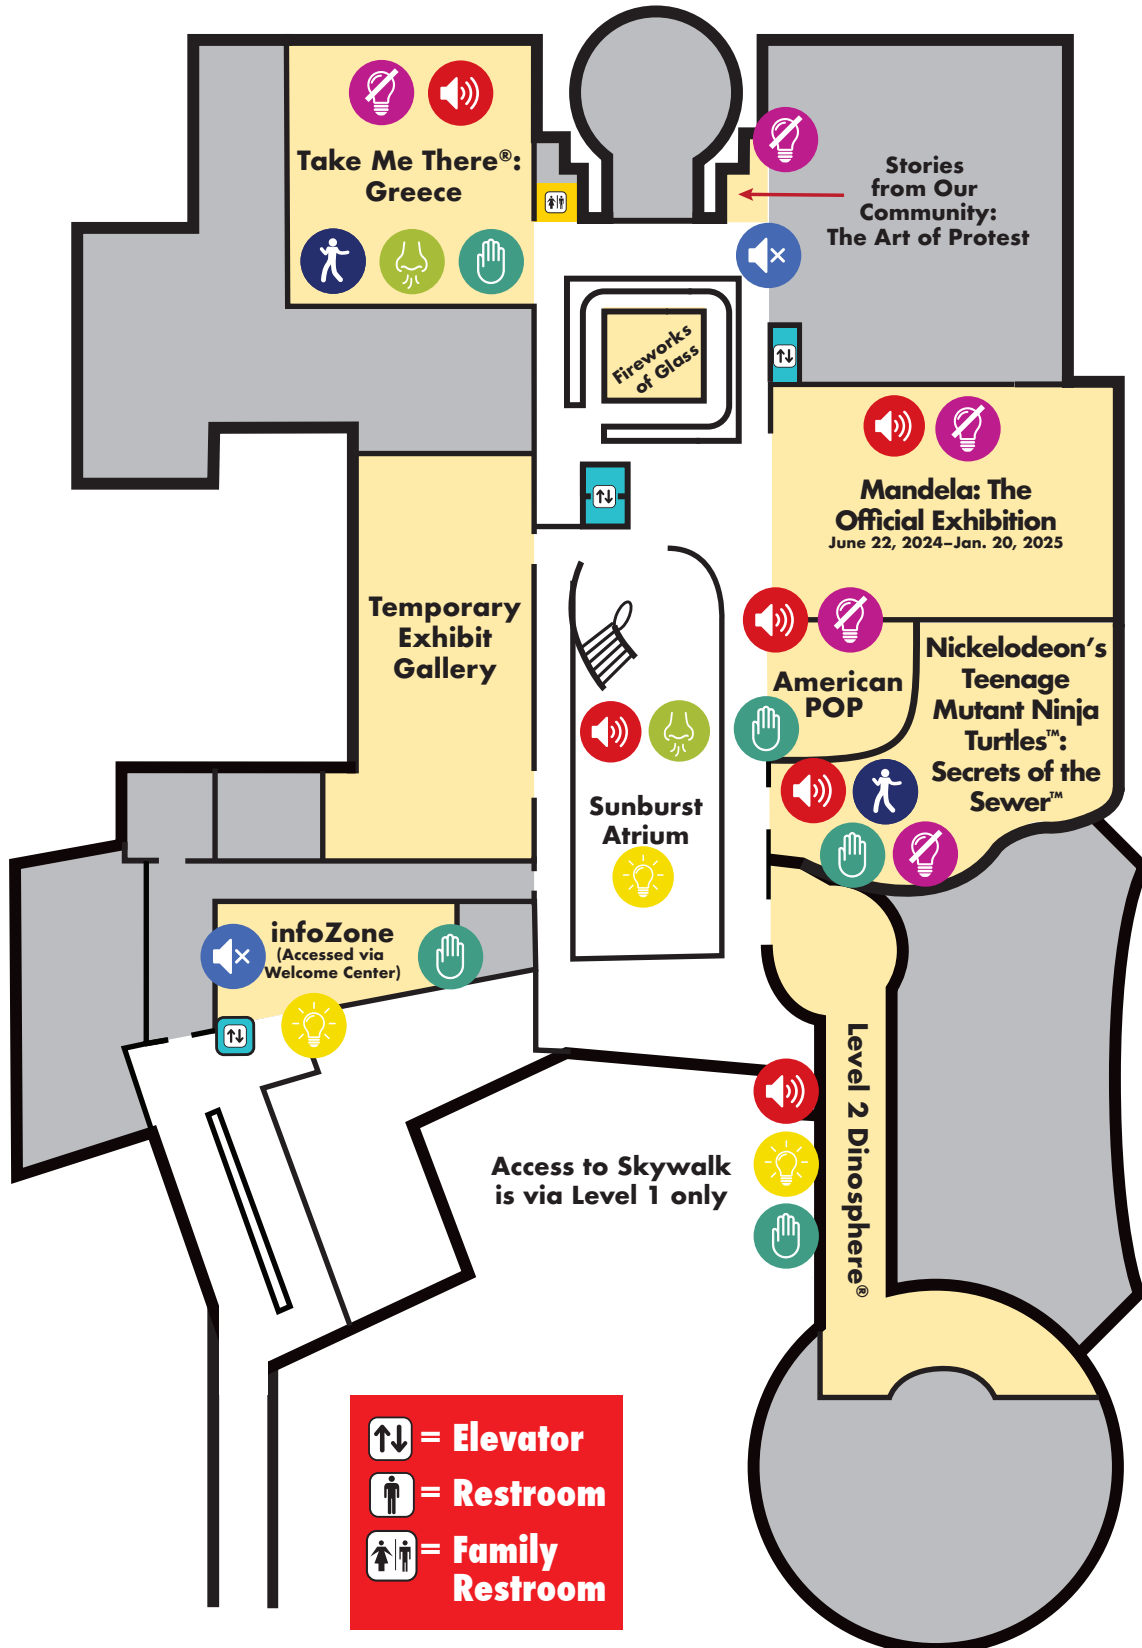 Take Me There®:
Greece
Stories
from Our
Community:
The Art of Protest
Fireworks
of Glass
Mandela: The
Official Exhibition
June 22, 2024–Jan. 20, 2025
Temporary
Exhibit
Gallery
American
POP
Nickelodeon's
Teenage
Mutant Ninja
Turtles™:
Secrets of the
Sewer™
Sunburst
Atrium
infoZone
(Accessed via
Welcome Center)
Level 2 Dinosphere®
Access to Skywalk
is via Level 1 only
= Elevator
= Restroom
= Family
Restroom